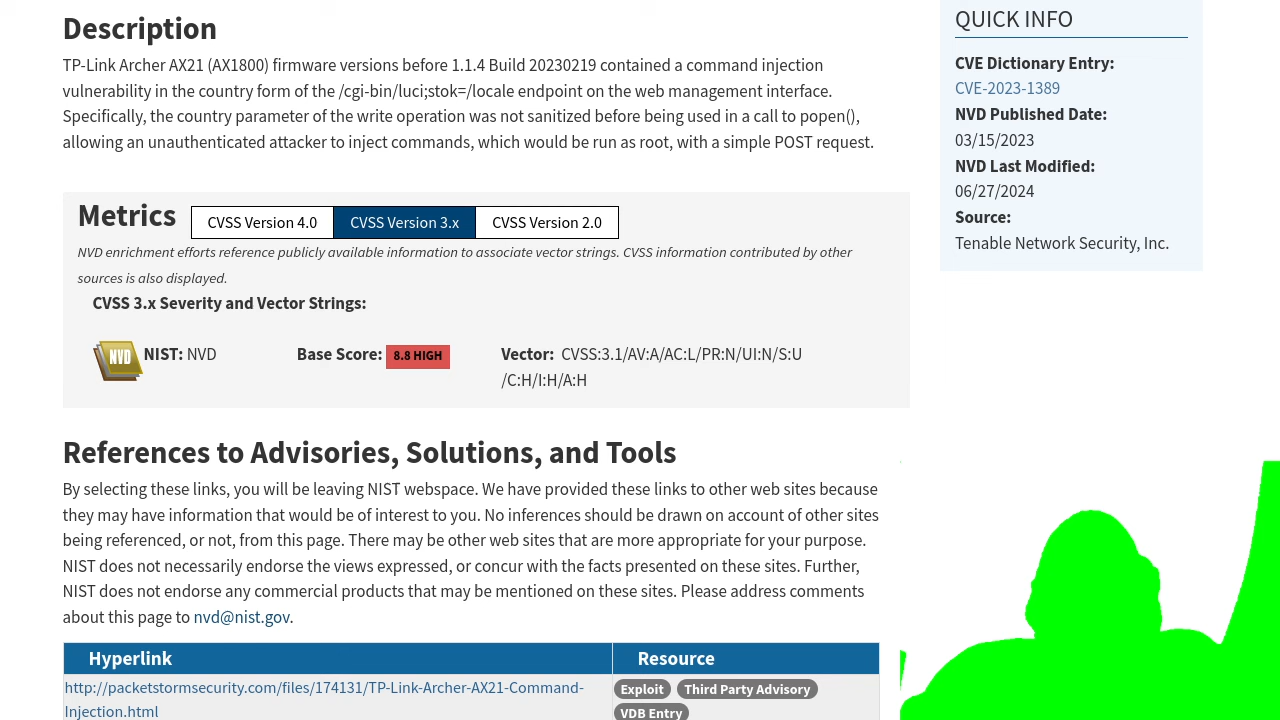 Description
TP-Link Archer AX21 (AX1800) firmware versions before 1.1.4 Build 20230219 contained a command injection
vulnerability in the country form of the /cgi-bin/luci;stok=/locale endpoint on the web management interface.
Specifically, the country parameter of the write operation was not sanitized before being used in a call to popen(),
allowing an unauthenticated attacker to inject commands, which would be run as root, with a simple POST request.
Metrics
CVSS Version 4.0 CVSS Version 3.x CVSS Version 2.0
NVD enrichment efforts reference publicly available information to associate vector strings. CVSS information contributed by other
sources is also displayed.
CVSS 3.x Severity and Vector Strings:
NVD NIST: NVD Base Score: 8.8 HIGH Vector: CVSS:3.1/AV:A/AC:L/PR:N/UI:N/S:U
/C:H/I:H/A:H
References to Advisories, Solutions, and Tools
By selecting these links, you will be leaving NIST webspace. We have provided these links to other web sites because
they may have information that would be of interest to you. No inferences should be drawn on account of other sites
being referenced, or not, from this page. There may be other web sites that are more appropriate for your purpose.
NIST does not necessarily endorse the views expressed, or concur with the facts presented on these sites. Further,
NIST does not endorse any commercial products that may be mentioned on these sites. Please address comments
about this page to nvd@nist.gov.
Hyperlink Resource
http://packetstormsecurity.com/files/174131/TP-Link-Archer-AX21-Command-
Injection.html
Exploit Third Party Advisory
VDB Entry
QUICK INFO
CVE Dictionary Entry:
CVE-2023-1389
NVD Published Date:
03/15/2023
NVD Last Modified:
06/27/2024
Source:
Tenable Network Security, Inc.